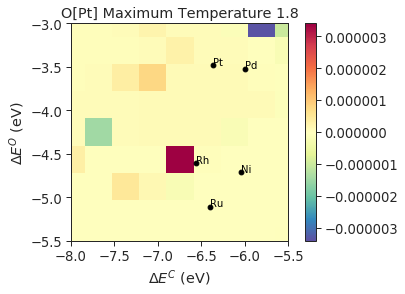 O[Pt] Maximum Temperature 1.8
−3.0
−3.5
−4.0
−4.5
−5.0
−5.5
ΔE^O (eV)
Pt
Pd
Rh
Ni
Ru
−8.0 −7.5 −7.0 −6.5 −6.0 −5.5
ΔE^C (eV)
0.000003
0.000002
0.000001
0.000000
−0.000001
−0.000002
−0.000003